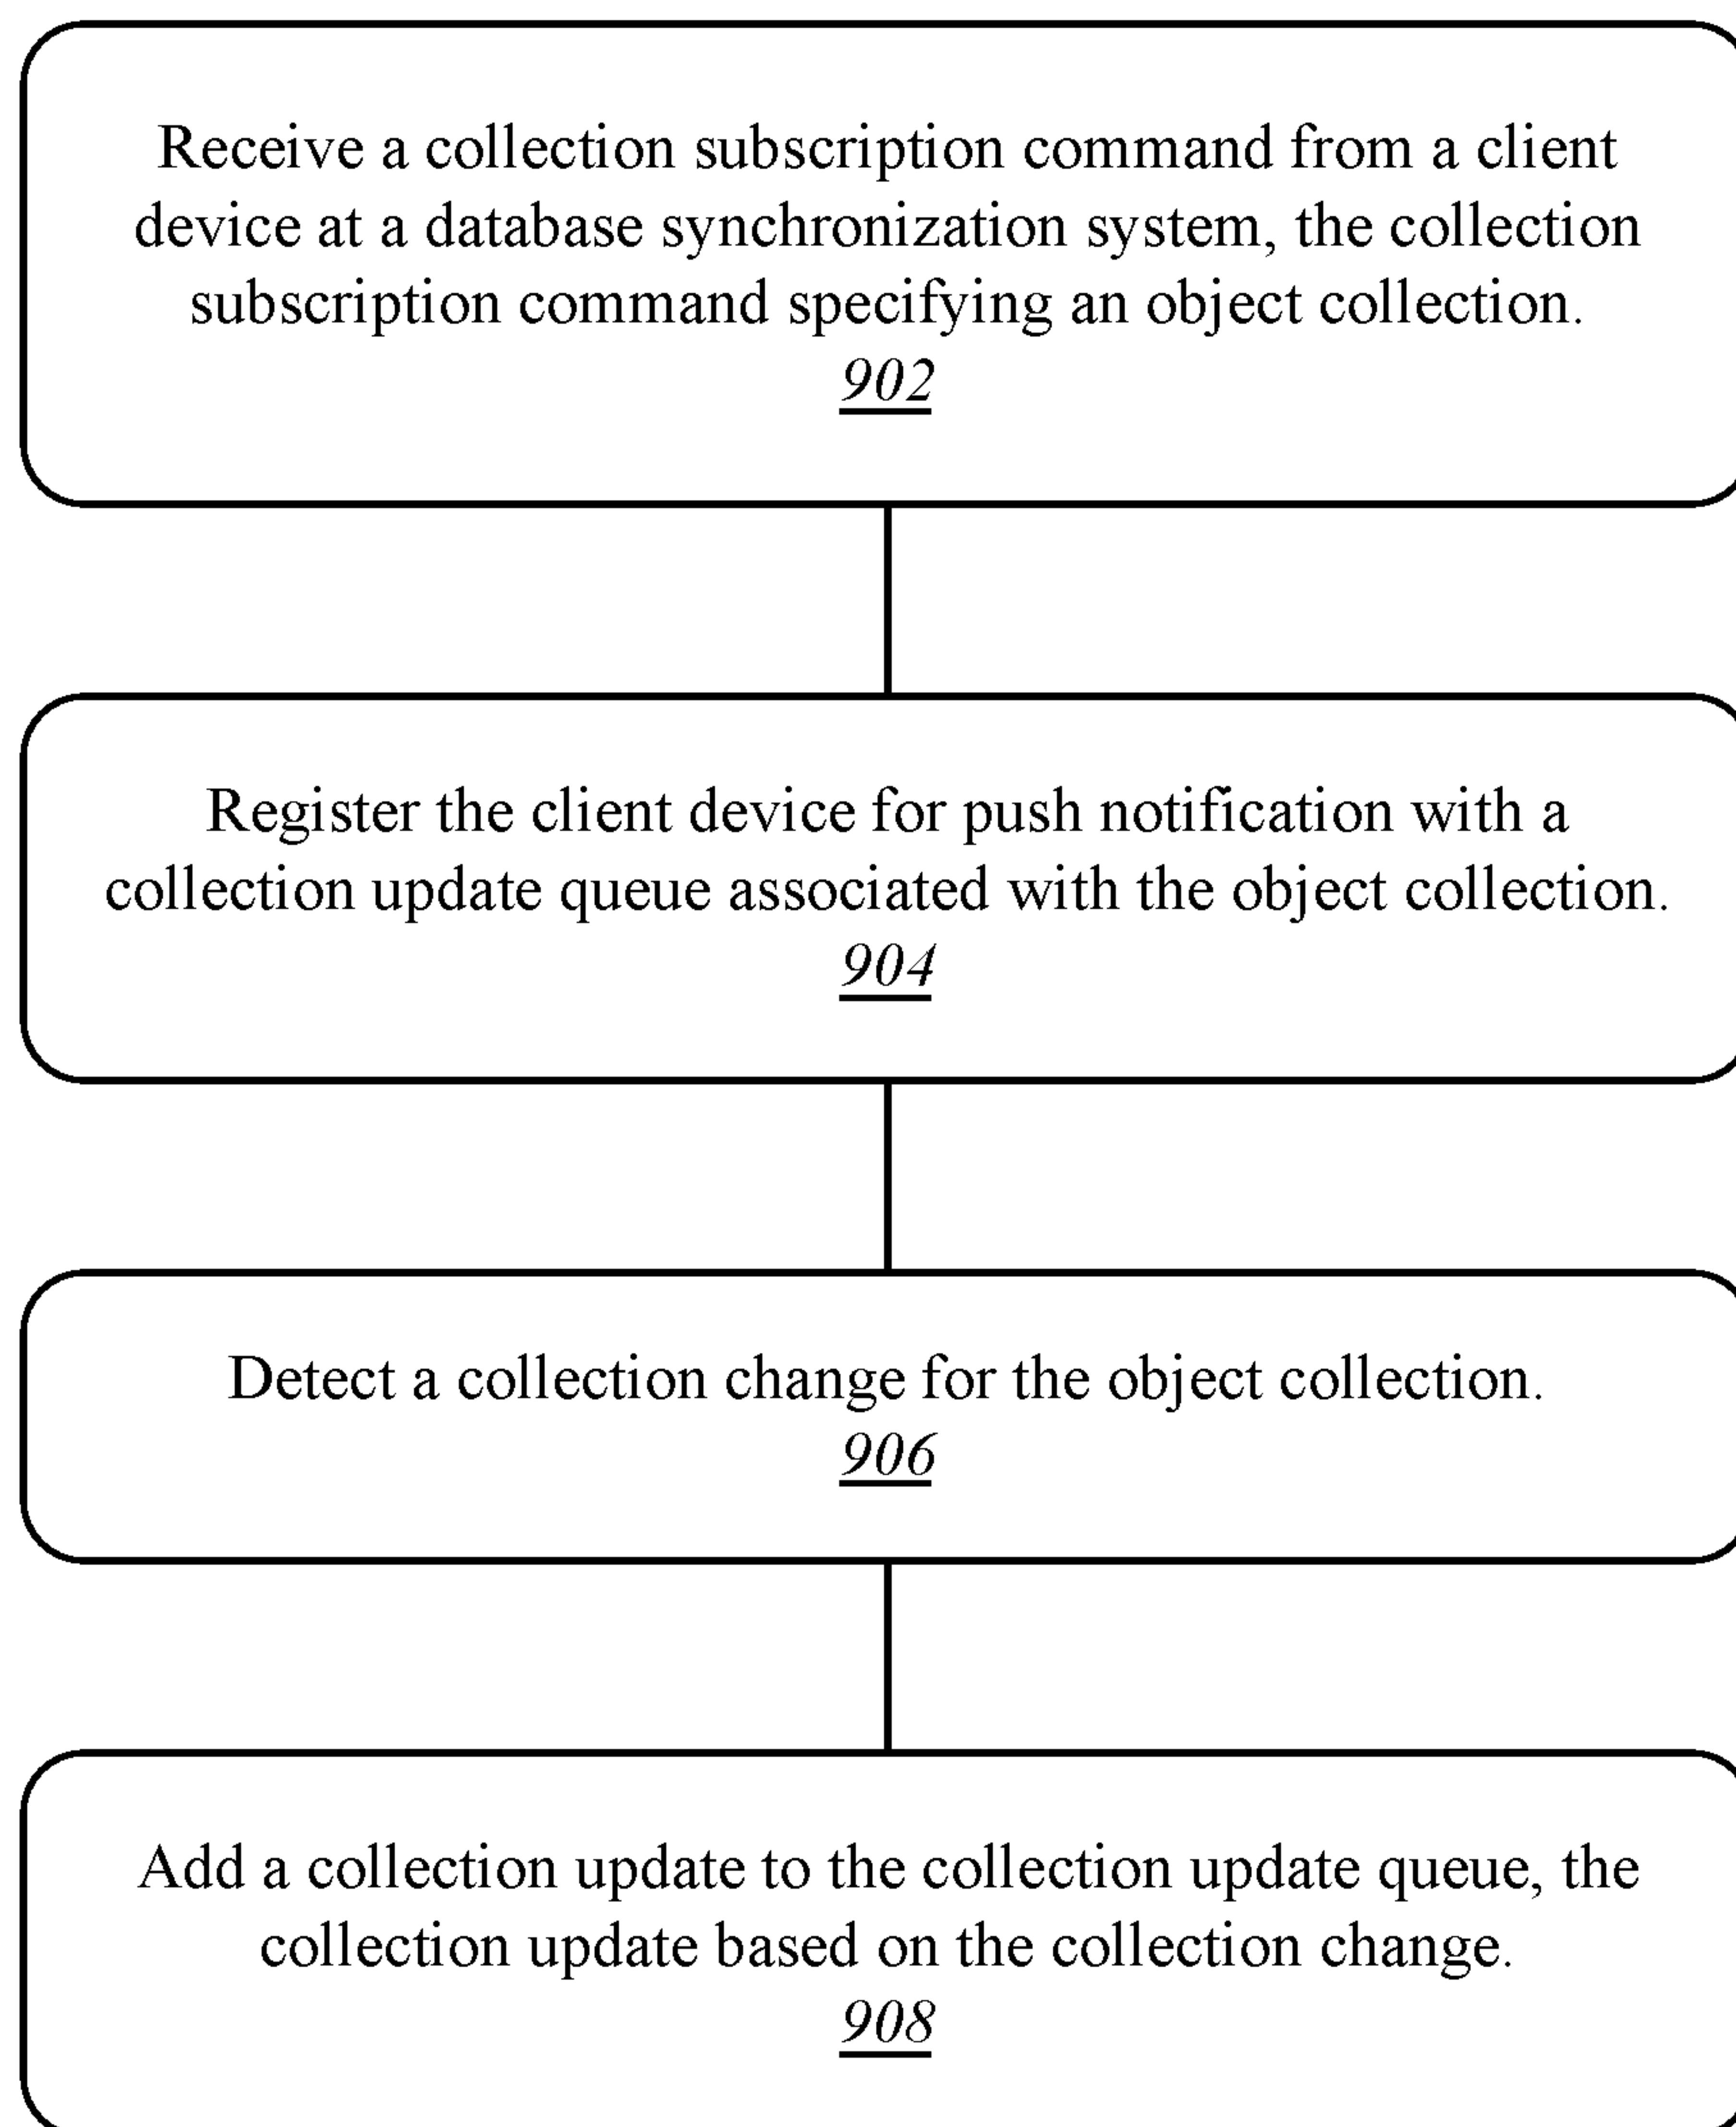 Receive a collection subscription command from a client
device at a database synchronization system, the collection
subscription command specifying an object collection.
902
Register the client device for push notification with a
collection update queue associated with the object collection.
904
Detect a collection change for the object collection.
906
Add a collection update to the collection update queue, the
collection update based on the collection change.
908